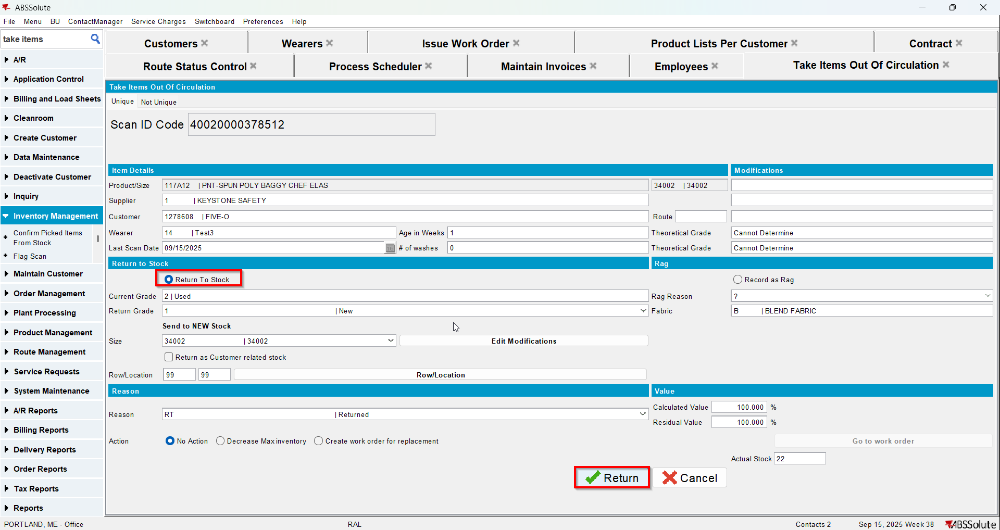 ABSSolute
File Menu BU ContactManager Service Charges Switchboard Preferences Help
take items
Customers Wearers Issue Work Order Product Lists Per Customer Contract
Route Status Control Process Scheduler Maintain Invoices Employees Take Items Out Of Circulation
A/R
Application Control
Billing and Load Sheets
Cleanroom
Create Customer
Data Maintenance
Deactivate Customer
Inquiry
Inventory Management
Confirm Picked Items
From Stock
Flag Scan
Maintain Customer
Order Management
Plant Processing
Product Management
Route Management
Service Requests
System Maintenance
A/R Reports
Billing Reports
Delivery Reports
Order Reports
Tax Reports
Reports
Take Items Out Of Circulation
Unique Not Unique
Scan ID Code 40020000378512
Item Details Modifications
Product/Size 117A12 | PNT-SPUN POLY BAGGY CHEF ELAS 34002 | 34002
Supplier 1 | KEYSTONE SAFETY
Customer 1278608 | FIVE-O Route
Wearer 14 | Test3 Age in Weeks 1 Theoretical Grade Cannot Determine
Last Scan Date 09/15/2025 16 # of washes 0 Theoretical Grade Cannot Determine
Return to Stock Rag
Return To Stock Record as Rag
Current Grade 2 | Used Rag Reason ?
Return Grade 1 | New Fabric B | BLEND FABRIC
Send to NEW Stock
Size 34002 | 34002 Edit Modifications
Return as Customer related stock
Row/Location 99 99 Row/Location
Reason Value
Calculated Value 100.000 %
Reason RT | Returned
Residual Value 100.000 %
Action No Action Decrease Max inventory Create work order for replacement Go to work order
Actual Stock 22
Return Cancel
PORTLAND, ME - Office RAL Contacts 2 Sep 15, 2025 Week 38 ABSSolute